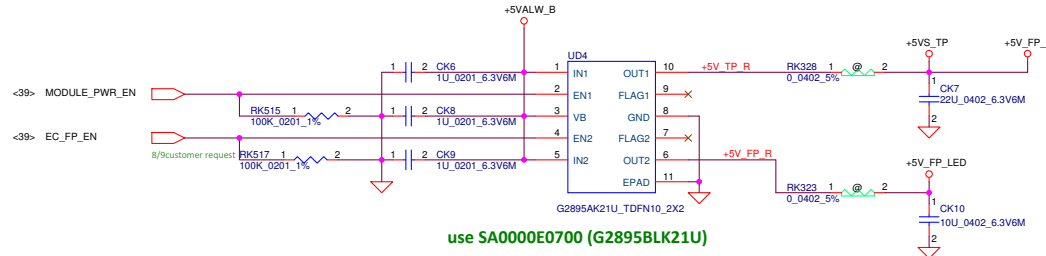 +5VALW_B
+5VS_TP
+5V_FP_
UD4
CK6
1 2
1U_0201_6.3V6M
1 IN1 OUT1 10
+5V_TP_R
RK328 1 @ 2
0_0402_5%
<39> MODULE_PWR_EN
2 EN1 FLAG1 9
1
CK7
22U_0402_6.3V6M
2
RK515 1 2
100K_0201_1%
1 2 CK8
1U_0201_6.3V6M
3 VB GND 8
<39> EC_FP_EN
4 EN2 FLAG2 7
8/9customer request
RK517 1 2
100K_0201_1%
1 2 CK9
1U_0201_6.3V6M
5 IN2 OUT2 6
+5V_FP_R
+5V_FP_LED
EPAD 11
RK323 1 @ 2
0_0402_5%
G2895AK21U_TDFN10_2X2
1
CK10
10U_0402_6.3V6M
2
use SA0000E0700 (G2895BLK21U)